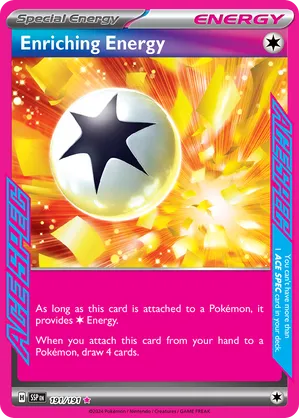 Special Energy ENERGY
Enriching Energy
ACE SPEC
ACE SPEC
You can't have more than
1 ACE SPEC card in your deck.
As long as this card is attached to a Pokémon, it
provides Energy.
When you attach this card from your hand to a
Pokémon, draw 4 cards.
H SSP EN 191/191
©2024 Pokémon / Nintendo / Creatures / GAME FREAK